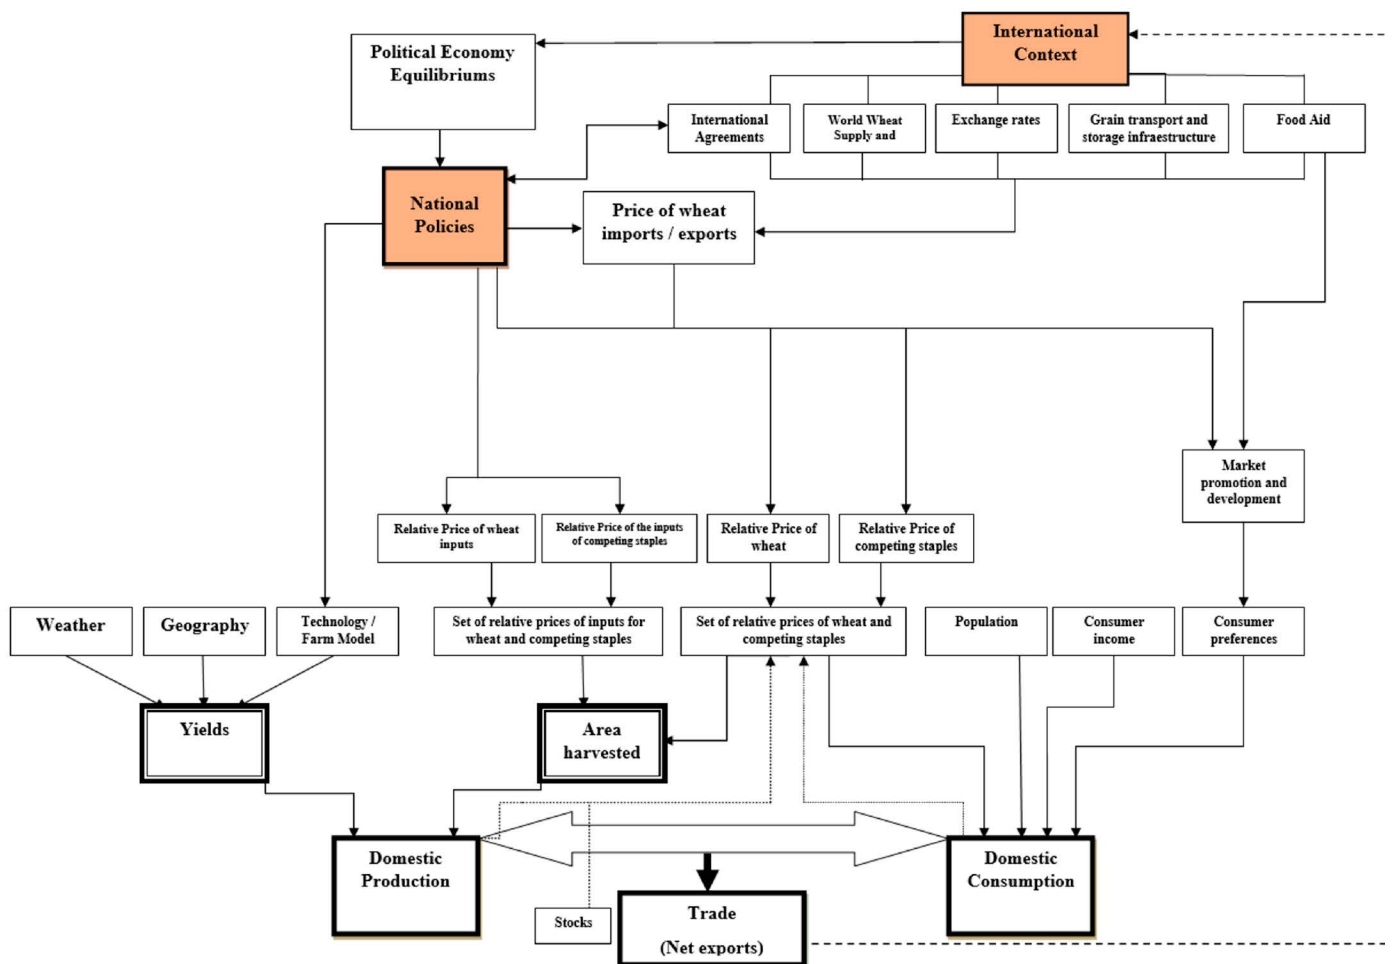 International
Context
Political Economy
Equilibriums
International
Agreements
World Wheat
Supply and
Exchange rates
Grain transport and
storage infraestructure
Food Aid
National
Policies
Price of wheat
imports / exports
Market
promotion and
development
Relative Price of wheat
inputs
Relative Price of the inputs
of competing staples
Relative Price of
wheat
Relative Price of
competing staples
Weather
Geography
Technology /
Farm Model
Set of relative prices of inputs for
wheat and competing staples
Set of relative prices of wheat and
competing staples
Population
Consumer
income
Consumer
preferences
Yields
Area
harvested
Domestic
Production
Domestic
Consumption
Stocks
Trade
(Net exports)